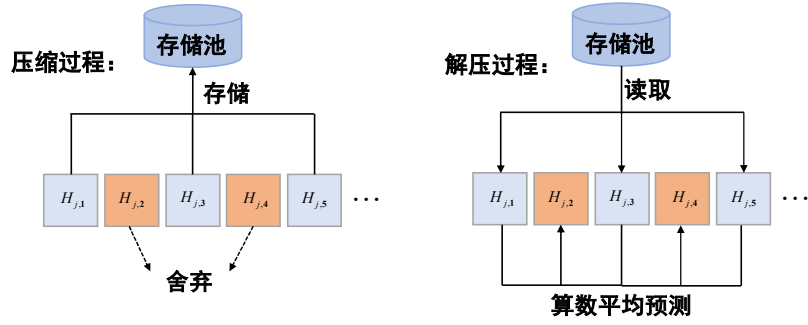 压缩过程：
存储池
存储
H_{j,1} H_{j,2} H_{j,3} H_{j,4} H_{j,5} ...
舍弃
解压过程：
存储池
读取
H_{j,1} H_{j,2} H_{j,3} H_{j,4} H_{j,5} ...
算数平均预测